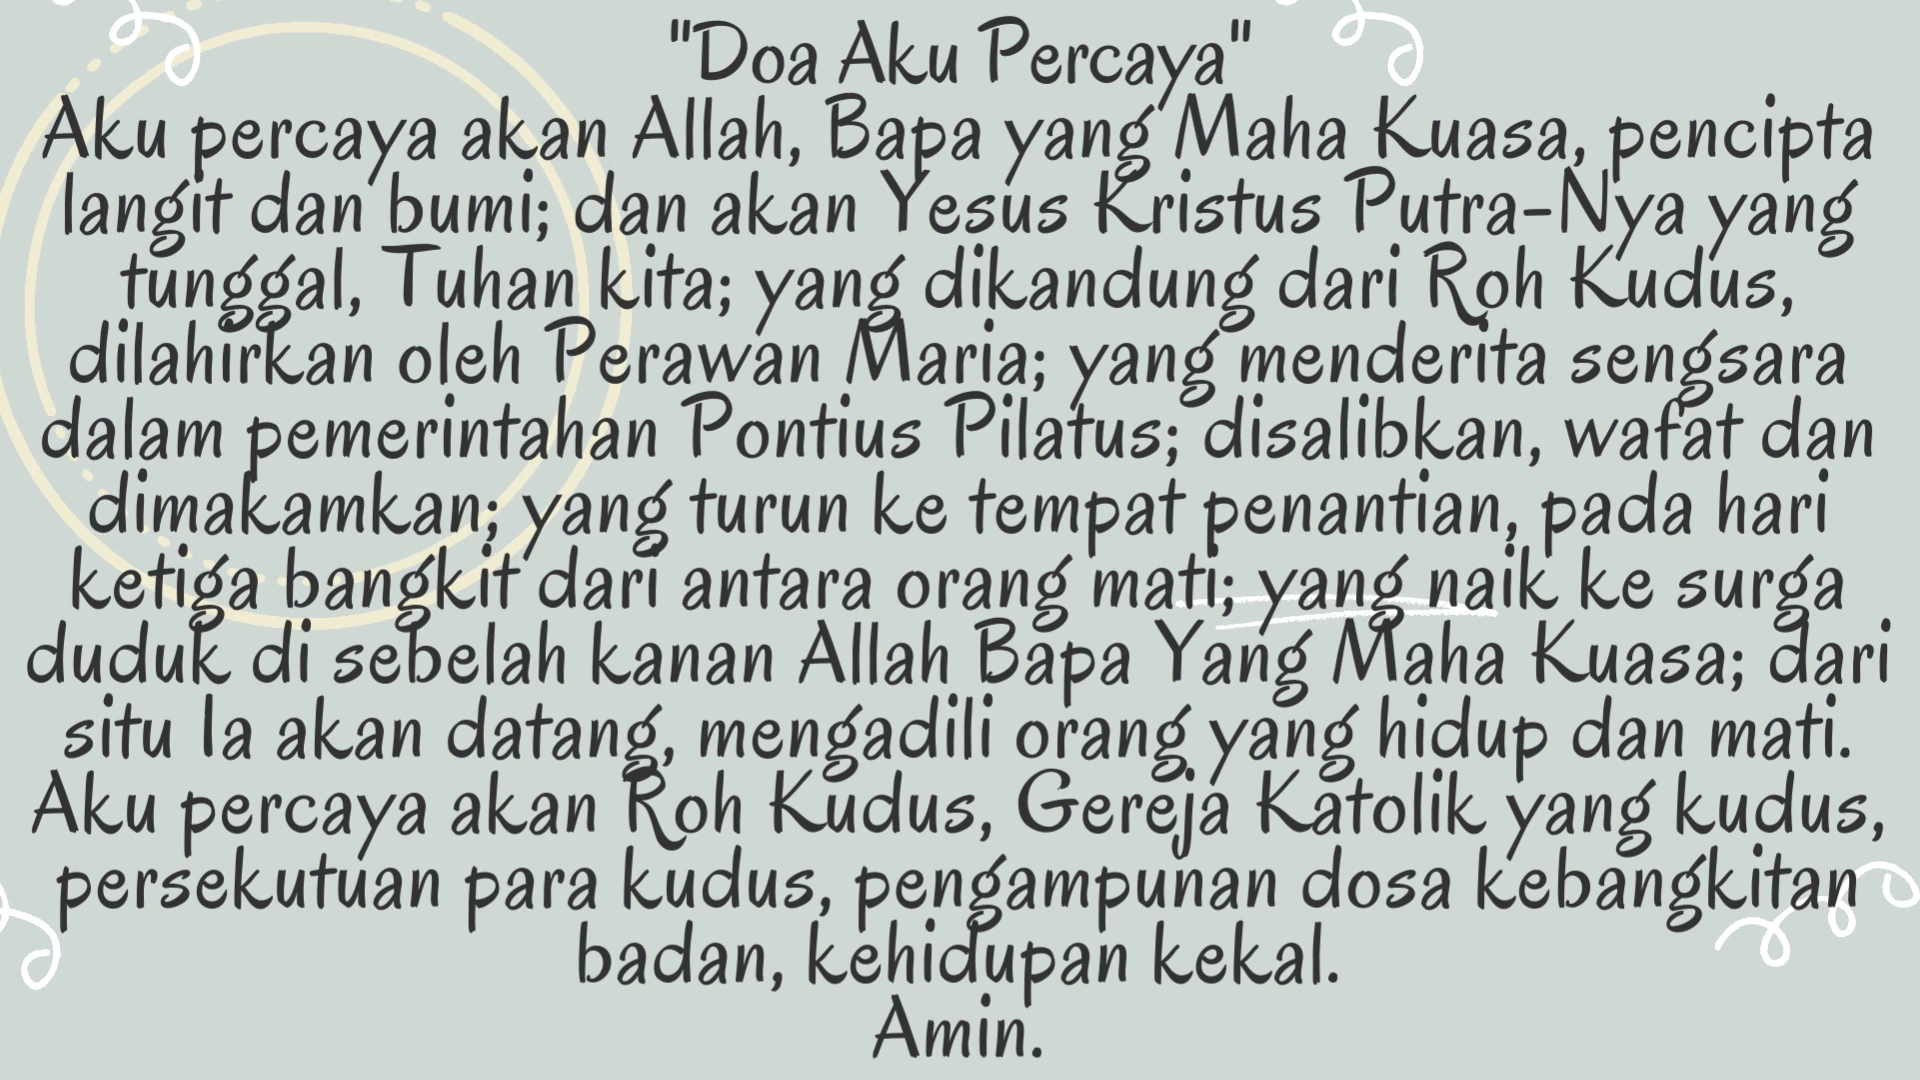 "Doa Aku Percaya"
Aku percaya akan Allah, Bapa yang Maha Kuasa, pencipta
langit dan bumi; dan akan Yesus Kristus Putra-Nya yang
tunggal, Tuhan kita; yang dikandung dari Roh Kudus,
dilahirkan oleh Perawan Maria; yang menderita sengsara
dalam pemerintahan Pontius Pilatus; disalibkan, wafat dan
dimakamkan; yang turun ke tempat penantian, pada hari
ketiga bangkit dari antara orang mati; yang naik ke surga
duduk di sebelah kanan Allah Bapa Yang Maha Kuasa; dari
situ Ia akan datang, mengadili orang yang hidup dan mati.
Aku percaya akan Roh Kudus, Gereja Katolik yang kudus,
persekutuan para kudus, pengampunan dosa kebangkitan
badan, kehidupan kekal.
Amin.